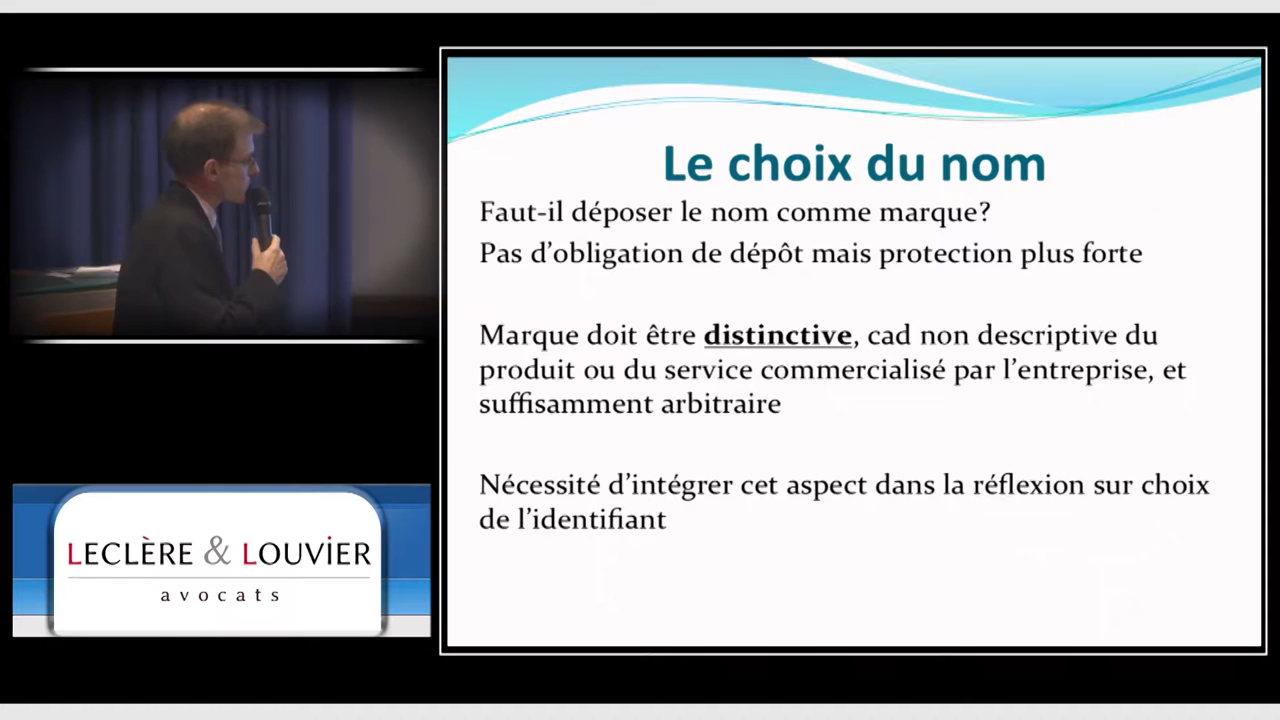 Le choix du nom
Faut-il déposer le nom comme marque?
Pas d'obligation de dépôt mais protection plus forte
Marque doit être distinctive, cad non descriptive du
produit ou du service commercialisé par l'entreprise, et
suffisamment arbitraire
Nécessité d'intégrer cet aspect dans la réflexion sur choix
de l'identifiant
LECLÈRE & LOUVIER
avocats